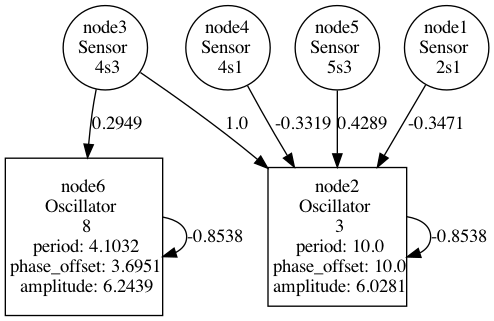 node3
Sensor
4s3
node4
Sensor
4s1
node5
Sensor
5s3
node1
Sensor
2s1
0.2949
1.0
-0.3319
0.4289
-0.3471
node6
Oscillator
8
period: 4.1032
phase_offset: 3.6951
amplitude: 6.2439
-0.8538
node2
Oscillator
3
period: 10.0
phase_offset: 10.0
amplitude: 6.0281
-0.8538